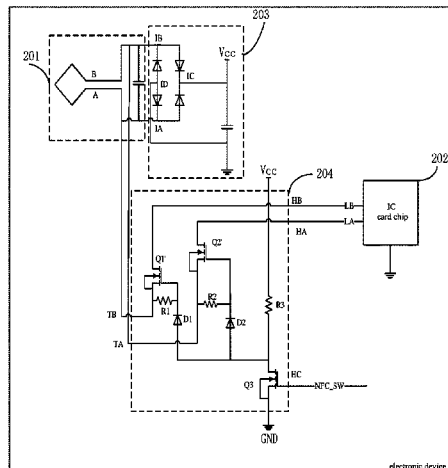 203
201
IB
VCC
B
ID
IC
A
IA
202
VCC
204
HB
LB
IC
card chip
HA
LA
Q1'
Q2'
R1
R2
R3
D1
D2
TB
TA
HC
Q3
NFC_SW
GND
electronic device